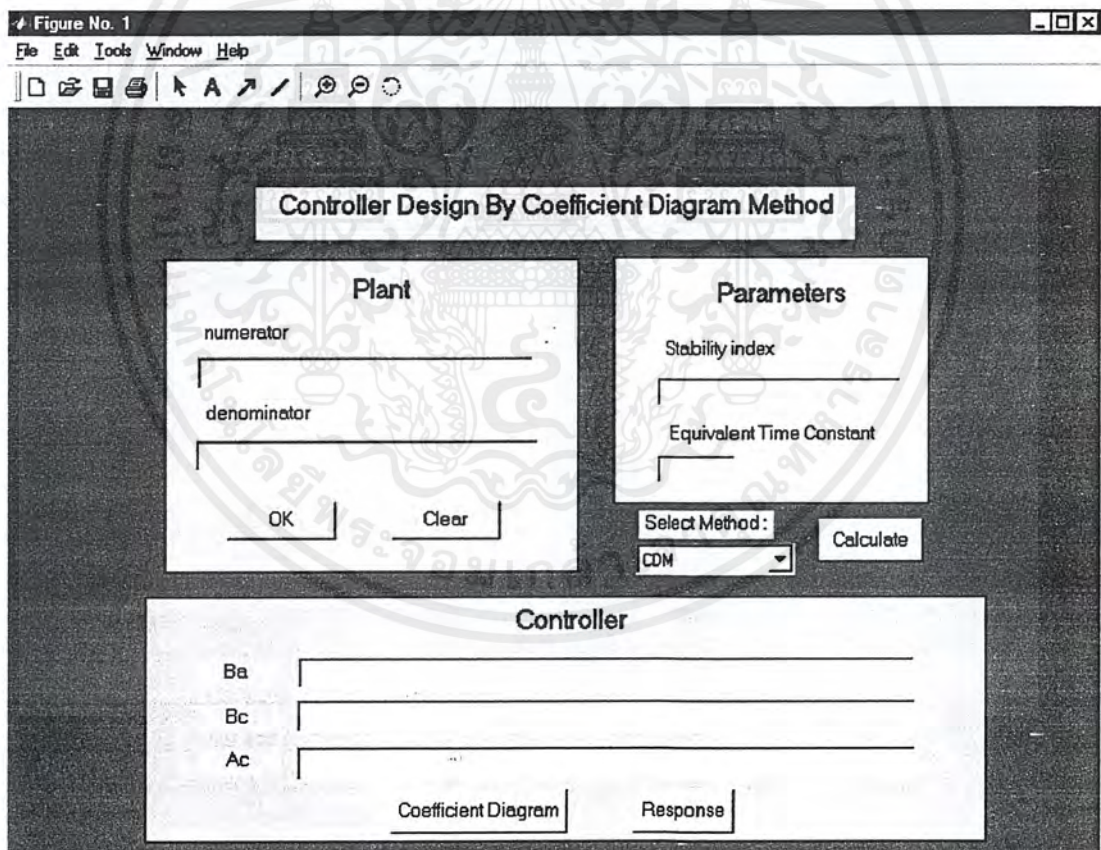 Figure No. 1
File Edit Tools Window Help
A
Controller Design By Coefficient Diagram Method
Plant
numerator
denominator
OK Clear
Parameters
Stability index
Equivalent Time Constant
Select Method :
CDM
Calculate
Controller
Ba
Bc
Ac
Coefficient Diagram Response